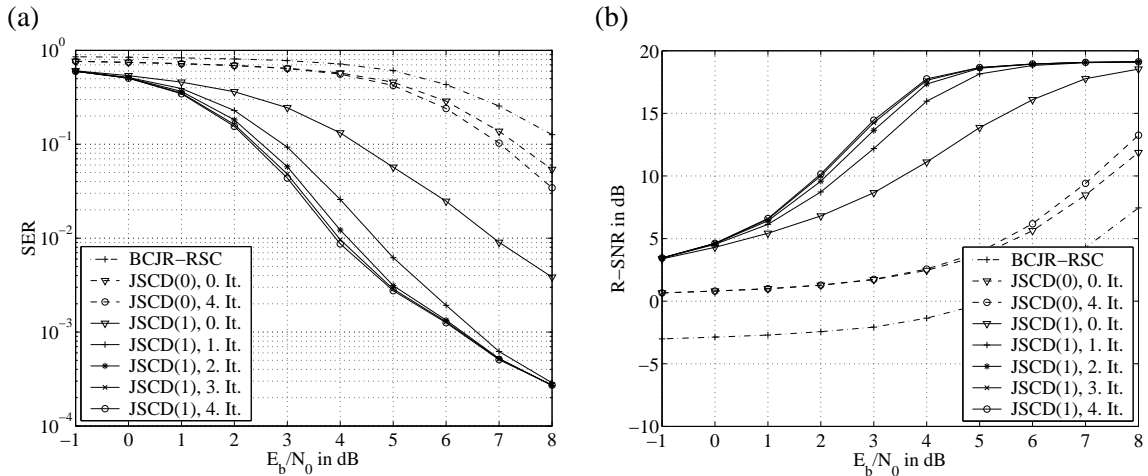 (a)
10^0
10^-1
10^-2
10^-3
10^-4
SER
BCJR−RSC
JSCD(0), 0. It.
JSCD(0), 4. It.
JSCD(1), 0. It.
JSCD(1), 1. It.
JSCD(1), 2. It.
JSCD(1), 3. It.
JSCD(1), 4. It.
−1 0 1 2 3 4 5 6 7 8
E_b/N_0 in dB
(b)
20
15
10
5
0
−5
−10
R−SNR in dB
BCJR−RSC
JSCD(0), 0. It.
JSCD(0), 4. It.
JSCD(1), 0. It.
JSCD(1), 1. It.
JSCD(1), 2. It.
JSCD(1), 3. It.
JSCD(1), 4. It.
−1 0 1 2 3 4 5 6 7 8
E_b/N_0 in dB